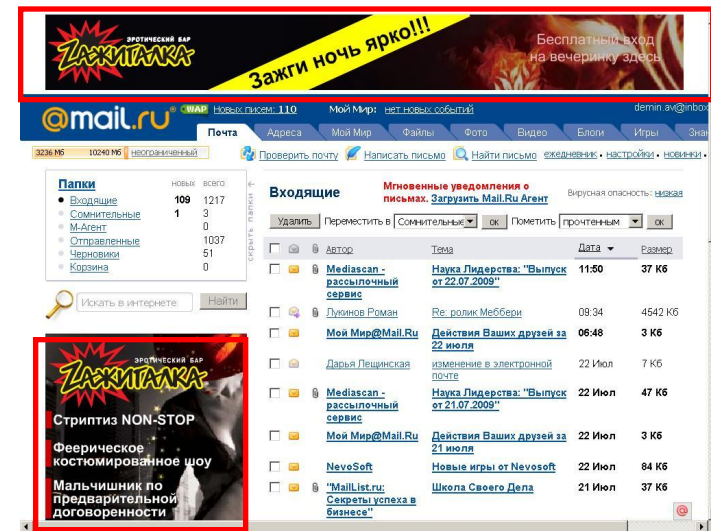 эротический бар
ZажигалкА
Зажги ночь ярко!!!
Бесплатный вход
на вечеринку здесь
@mail.ru® WAP Новых писем: 110 Мой Мир: нет новых событий demin.av@inbox
Почта Адреса Мой Мир Файлы Фото Видео Блоги Игры Знак
3236 Мб 10240 Мб неограниченный Проверить почту Написать письмо Найти письмо ежедневник • настройки • новинки •
Папки новых всего
Входящие 109 1217
Сомнительные 1 3
М-Агент 0
Отправленные 1037
Черновики 51
Корзина 0
скрыть папки
Искать в интернете Найти
эротический бар
ZажигалкА
Стриптиз NON-STOP
Феерическое
костюмированное шоу
Мальчишник по
предварительной
договоренности
Входящие Мгновенные уведомления о
письмах. Загрузить Mail.Ru Агент Вирусная опасность: низкая
Удалить Переместить в Сомнительные ок Пометить прочтенным ок
Автор Тема Дата Размер
Mediascan - Наука Лидерства: "Выпуск 11:50 37 Кб
рассылочный от 22.07.2009"
сервис
Лукинов Роман Re: ролик Меббери 09:34 4542 Кб
Мой Мир@Mail.Ru Действия Ваших друзей за 06:48 3 Кб
22 июля
Дарья Лещинская изменение в электронной 22 Июл 7 Кб
почте
Mediascan - Наука Лидерства: "Выпуск 22 Июл 47 Кб
рассылочный от 21.07.2009"
сервис
Мой Мир@Mail.Ru Действия Ваших друзей за 22 Июл 3 Кб
21 июля
NevoSoft Новые игры от Nevosoft 22 Июл 84 Кб
"MailList.ru: Школа Своего Дела 21 Июл 37 Кб
Секреты успеха в
бизнесе"
@